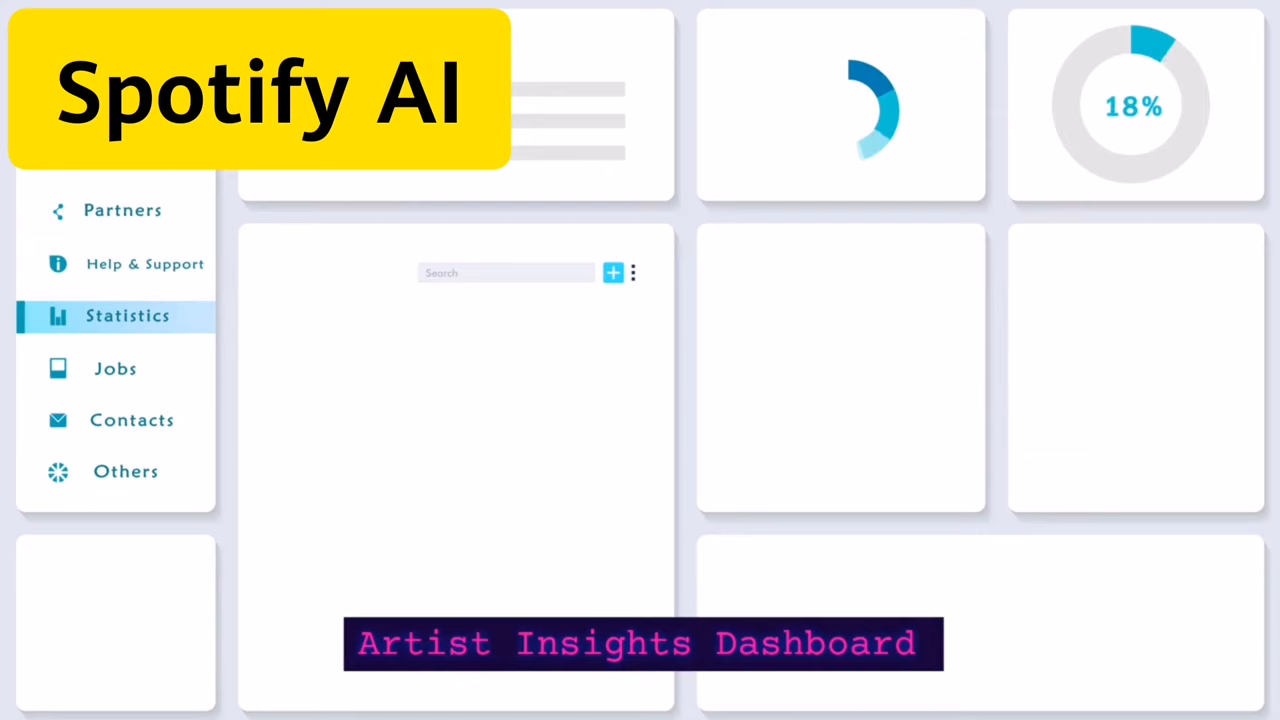 Spotify AI
18%
Partners
Help & Support
Search
Statistics
Jobs
Contacts
Others
Artist Insights Dashboard